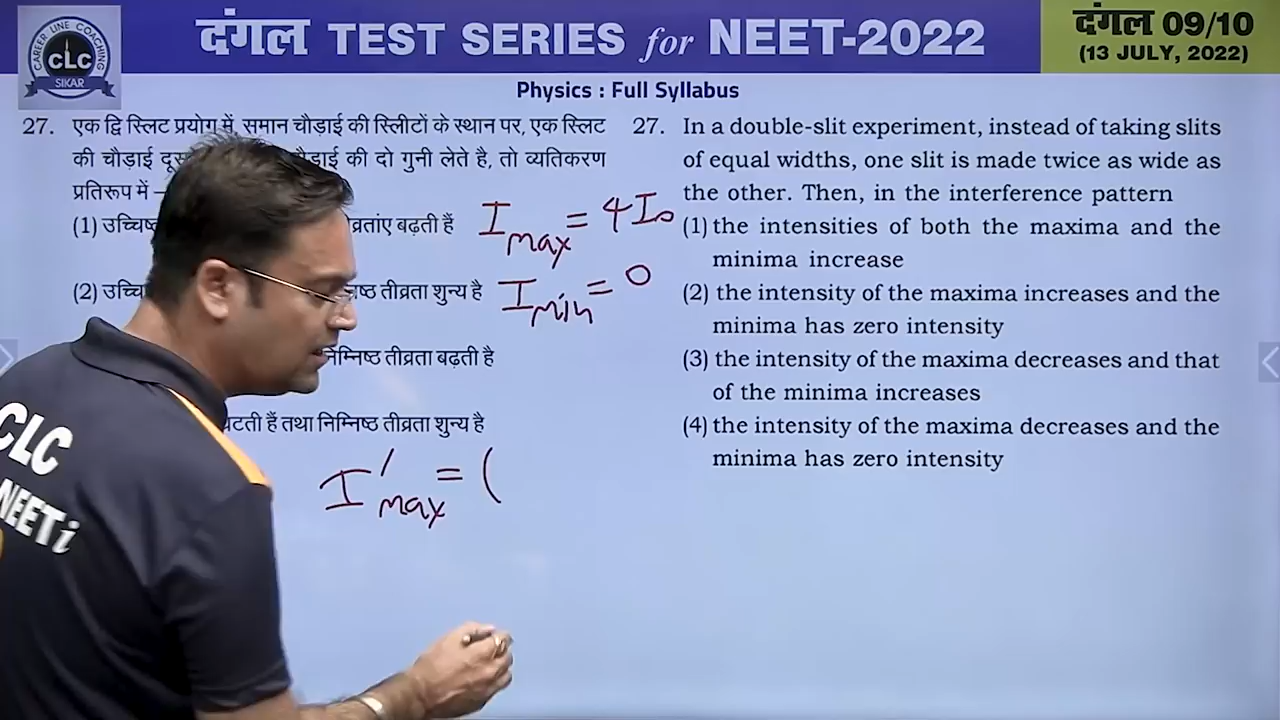 CAREER LINE COACHING
CLC
SIKAR
दंगल TEST SERIES for NEET-2022
दंगल 09/10
(13 JULY, 2022)
Physics : Full Syllabus
27. एक द्वि स्लिट प्रयोग में, समान चौड़ाई की स्लिीटों के स्थान पर, एक स्लिट
की चौड़ाई की दो गुनी लेते है, तो व्यतिकरण
प्रतिरूप में –
(1) बढ़ती हैं
(2) तीव्रता शुन्य है
निम्निष्ठ तीव्रता बढ़ती है
घटती हैं तथा निम्निष्ठ तीव्रता शुन्य है
I max = 4I₀
I min = 0
I′ max = (
27. In a double-slit experiment, instead of taking slits
of equal widths, one slit is made twice as wide as
the other. Then, in the interference pattern
(1) the intensities of both the maxima and the
minima increase
(2) the intensity of the maxima increases and the
minima has zero intensity
(3) the intensity of the maxima decreases and that
of the minima increases
(4) the intensity of the maxima decreases and the
minima has zero intensity
CLC
NEETi